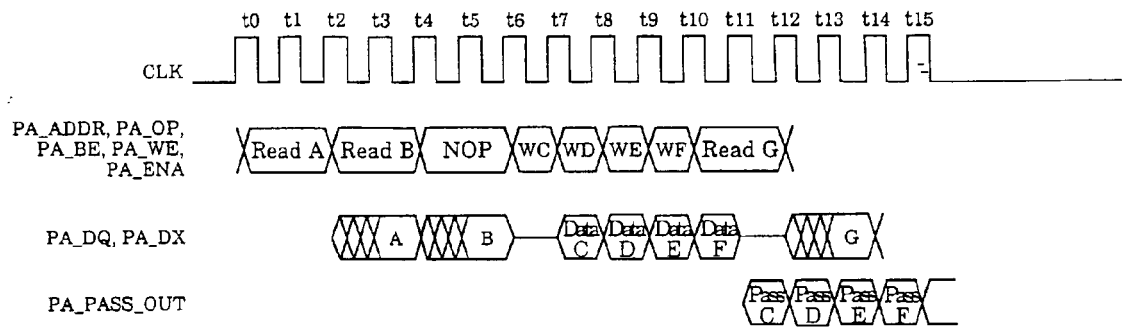 t0 t1 t2 t3 t4 t5 t6 t7 t8 t9 t10 t11 t12 t13 t14 t15
CLK
PA_ADDR, PA_OP,
PA_BE, PA_WE,
PA_ENA
Read A Read B NOP WC WD WE WF Read G
PA_DQ, PA_DX
A B Data C Data D Data E Data F G
PA_PASS_OUT
Pass C Pass D Pass E Pass F